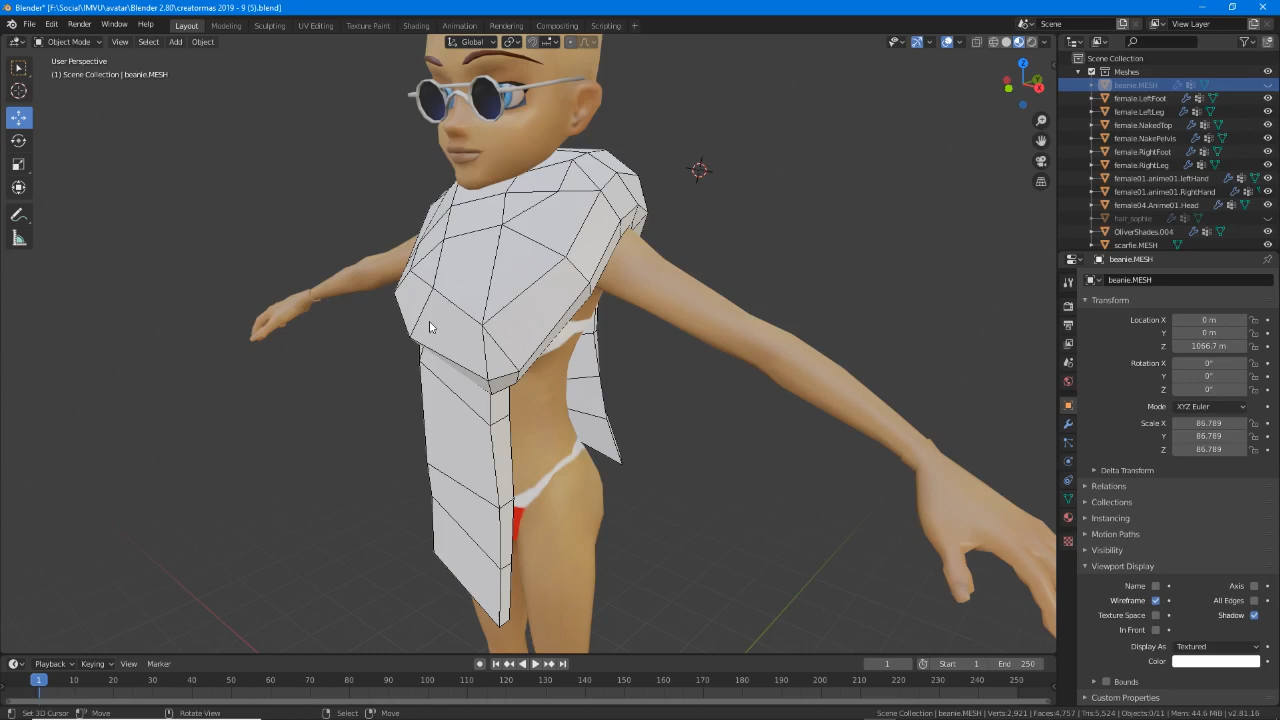 Blender* [F:\Social\IMVU\avatar\Blender 2.80\creatormas 2019 - 9 (5).blend]
File Edit Render Window Help Layout Modeling Sculpting UV Editing Texture Paint Shading Animation Rendering Compositing Scripting + Scene View Layer
Object Mode View Select Add Object Global
User Perspective
(1) Scene Collection | beanie.MESH
Z
Y
X
Scene Collection
Meshes
beanie.MESH
female.LeftFoot
female.LeftLeg
female.NakedTop
female.NakePelvis
female.RightFoot
female.RightLeg
female01.anime01.leftHand
female01.anime01.RightHand
female04.Anime01.Head
hair_sophie
OliverShades.004
scarfie.MESH
beanie.MESH
beanie.MESH
Transform
Location X 0 m
Y 0 m
Z 1066.7 m
Rotation X 0°
Y 0°
Z 0°
Mode XYZ Euler
Scale X 86.789
Y 86.789
Z 86.789
Delta Transform
Relations
Collections
Instancing
Motion Paths
Visibility
Viewport Display
Name Axis
Wireframe All Edges
Texture Space Shadow
In Front
Display As Textured
Color
Bounds
Custom Properties
Playback Keying View Marker 1 Start 1 End 250
1 10 20 30 40 50 60 70 80 90 100 110 120 130 140 150 160 170 180 190 200 210 220 230 240 250
Set 3D Cursor Move Rotate View Select Move Scene Collection | beanie.MESH | Verts:2,921 | Faces:4,757 | Tris:5,524 | Objects:0/11 | Mem: 44.6 MiB | v2.81.16